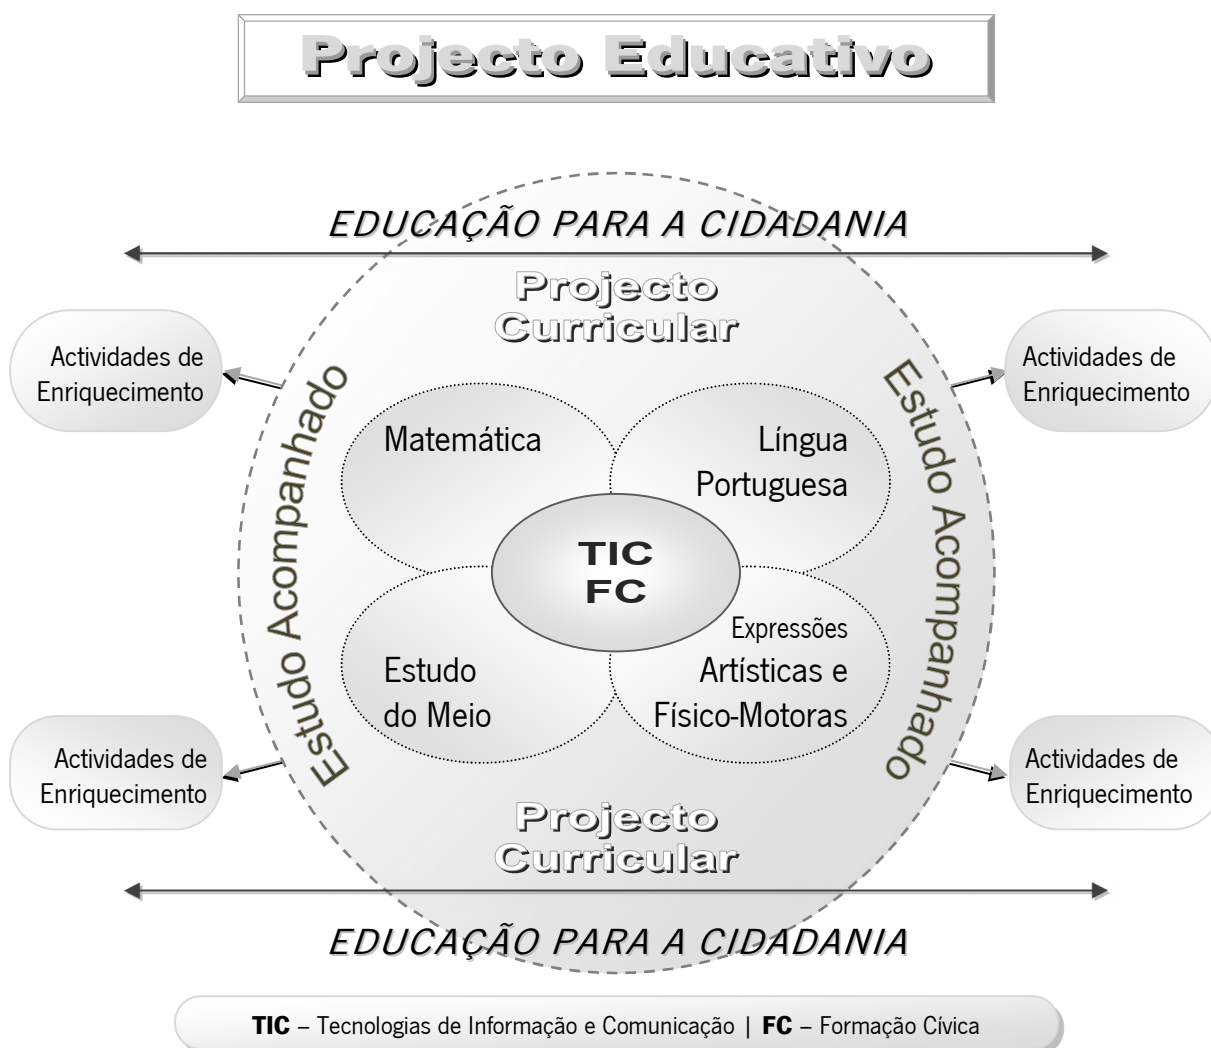 Projecto Educativo
EDUCAÇÃO PARA A CIDADANIA
Projecto
Curricular
Actividades de
Enriquecimento
Actividades de
Enriquecimento
Estudo Acompanhado
Estudo Acompanhado
Matemática
Língua
Portuguesa
TIC
FC
Estudo
do Meio
Expressões
Artísticas e
Físico-Motoras
Actividades de
Enriquecimento
Actividades de
Enriquecimento
Projecto
Curricular
EDUCAÇÃO PARA A CIDADANIA
TIC – Tecnologias de Informação e Comunicação | FC – Formação Cívica